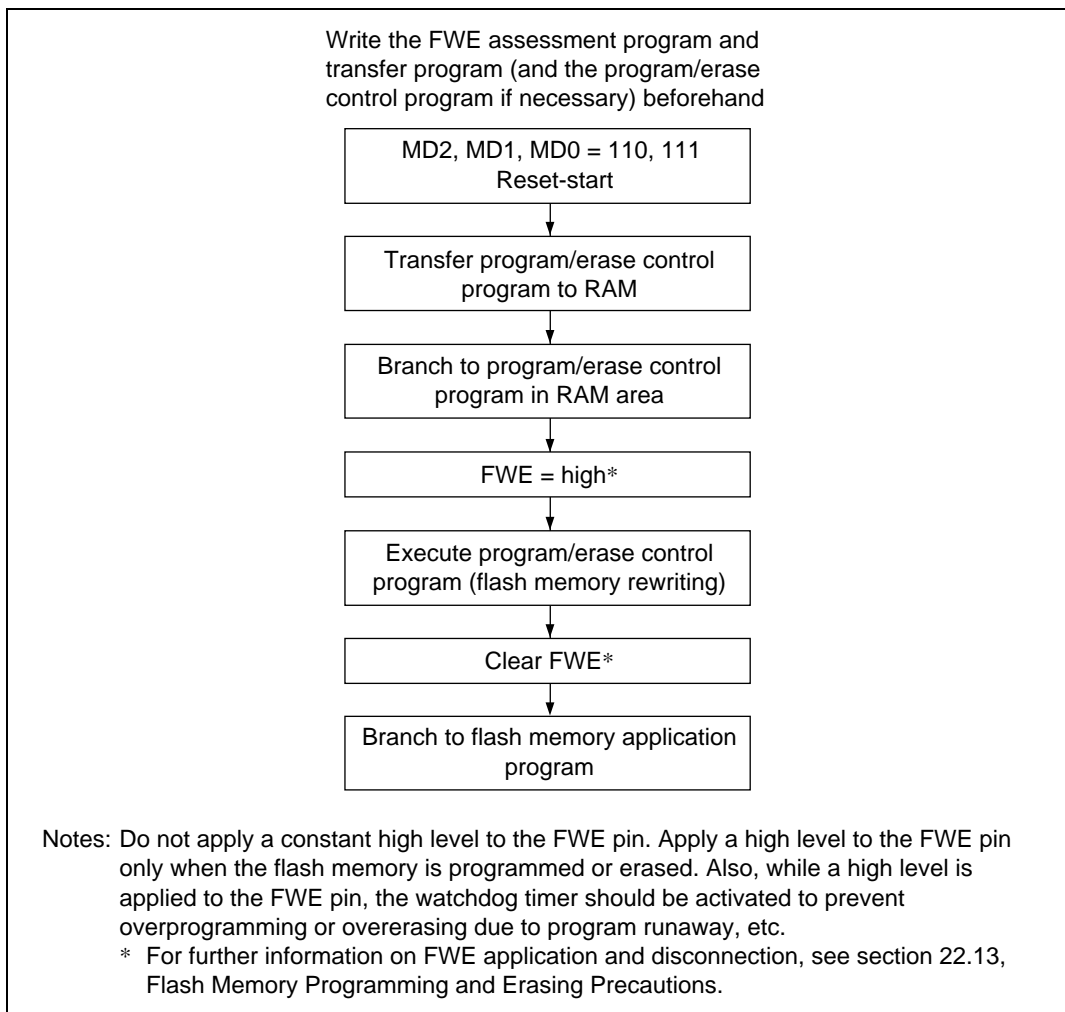 Write the FWE assessment program and
transfer program (and the program/erase
control program if necessary) beforehand
MD2, MD1, MD0 = 110, 111
Reset-start
Transfer program/erase control
program to RAM
Branch to program/erase control
program in RAM area
FWE = high*
Execute program/erase control
program (flash memory rewriting)
Clear FWE*
Branch to flash memory application
program
Notes: Do not apply a constant high level to the FWE pin. Apply a high level to the FWE pin
only when the flash memory is programmed or erased. Also, while a high level is
applied to the FWE pin, the watchdog timer should be activated to prevent
overprogramming or overerasing due to program runaway, etc.
* For further information on FWE application and disconnection, see section 22.13,
Flash Memory Programming and Erasing Precautions.